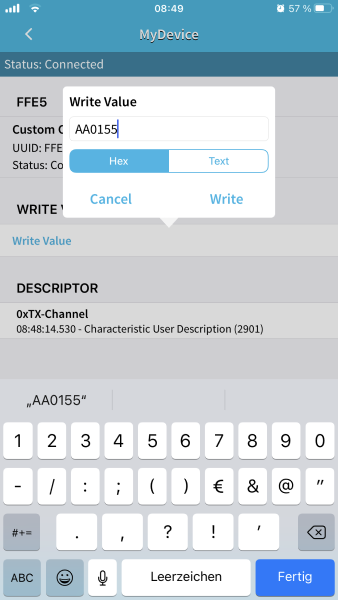 08:49
57 %
MyDevice
Status: Connected
FFE5
Write Value
Custom C
AA0155
UUID: FFE
Status: Co
Hex
Text
Cancel
Write
WRITE
Write Value
DESCRIPTOR
0xTX-Channel
08:48:14.530 - Characteristic User Description (2901)
„AA0155“
1 2 3 4 5 6 7 8 9 0
- / : ; ( ) € & @ "
#+= . , ? ! '
ABC Leerzeichen Fertig